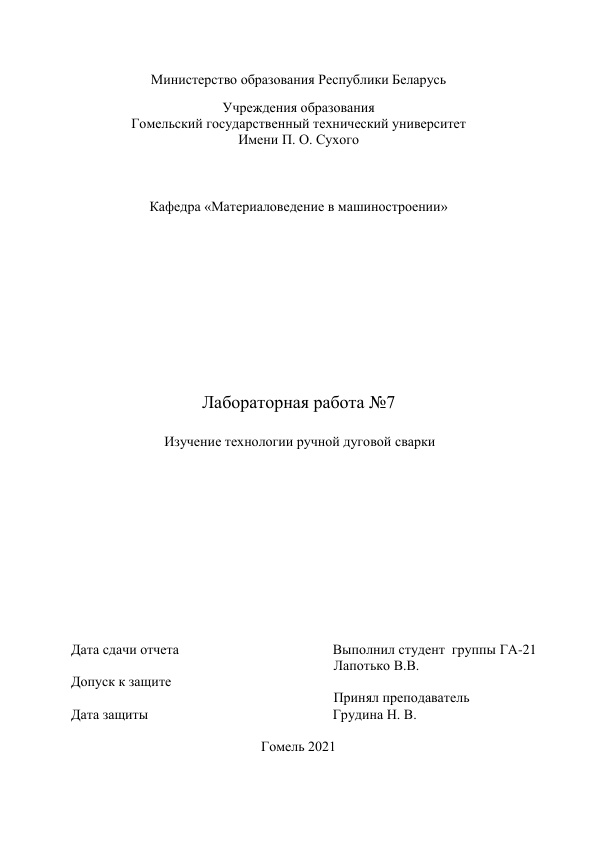 Министерство образования Республики Беларусь
Учреждения образования
Гомельский государственный технический университет
Имени П. О. Сухого
Кафедра «Материаловедение в машиностроении»
Лабораторная работа №7
Изучение технологии ручной дуговой сварки
Дата сдачи отчета Выполнил студент группы ГА-21
Лапотько В.В.
Допуск к защите
Принял преподаватель
Дата защиты Грудина Н. В.
Гомель 2021